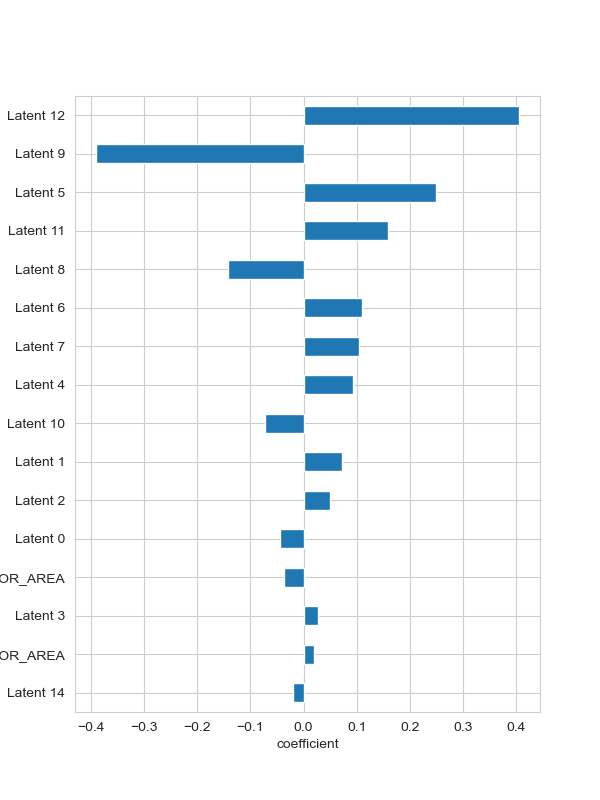 Latent 12
Latent 9
Latent 5
Latent 11
Latent 8
Latent 6
Latent 7
Latent 4
Latent 10
Latent 1
Latent 2
Latent 0
OR_AREA
Latent 3
OR_AREA
Latent 14
−0.4 −0.3 −0.2 −0.1 0.0 0.1 0.2 0.3 0.4
coefficient